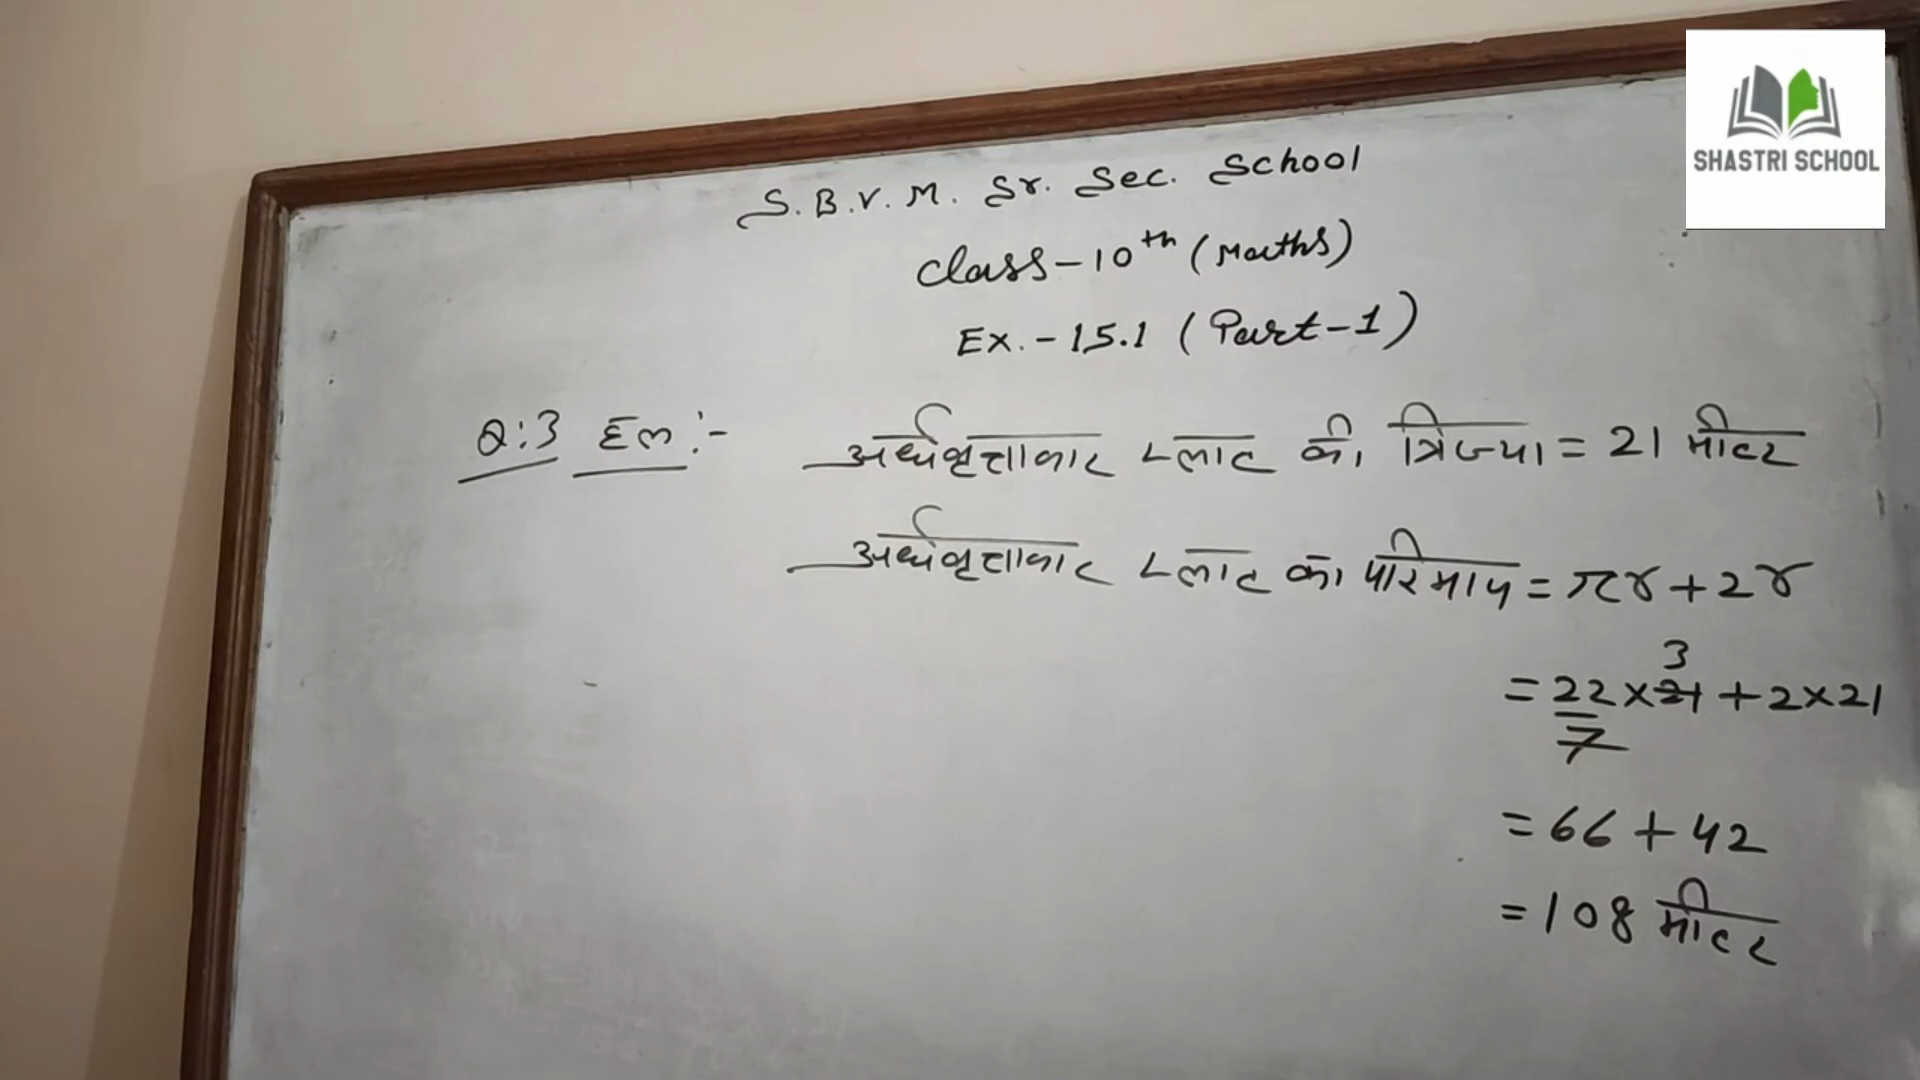 SHASTRI SCHOOL
S.B.V.M. Sr. Sec. School
Class-10th (Maths)
Ex.-15.1 (Part-1)
Q:3 हल:- अर्धवृत्ताकार प्लाट की त्रिज्या = 21 मीटर
अर्धवृत्ताकार प्लाट का परिमाप = πr + 2r
3
= 22 × 21 + 2×21
7
= 66 + 42
= 108 मीटर